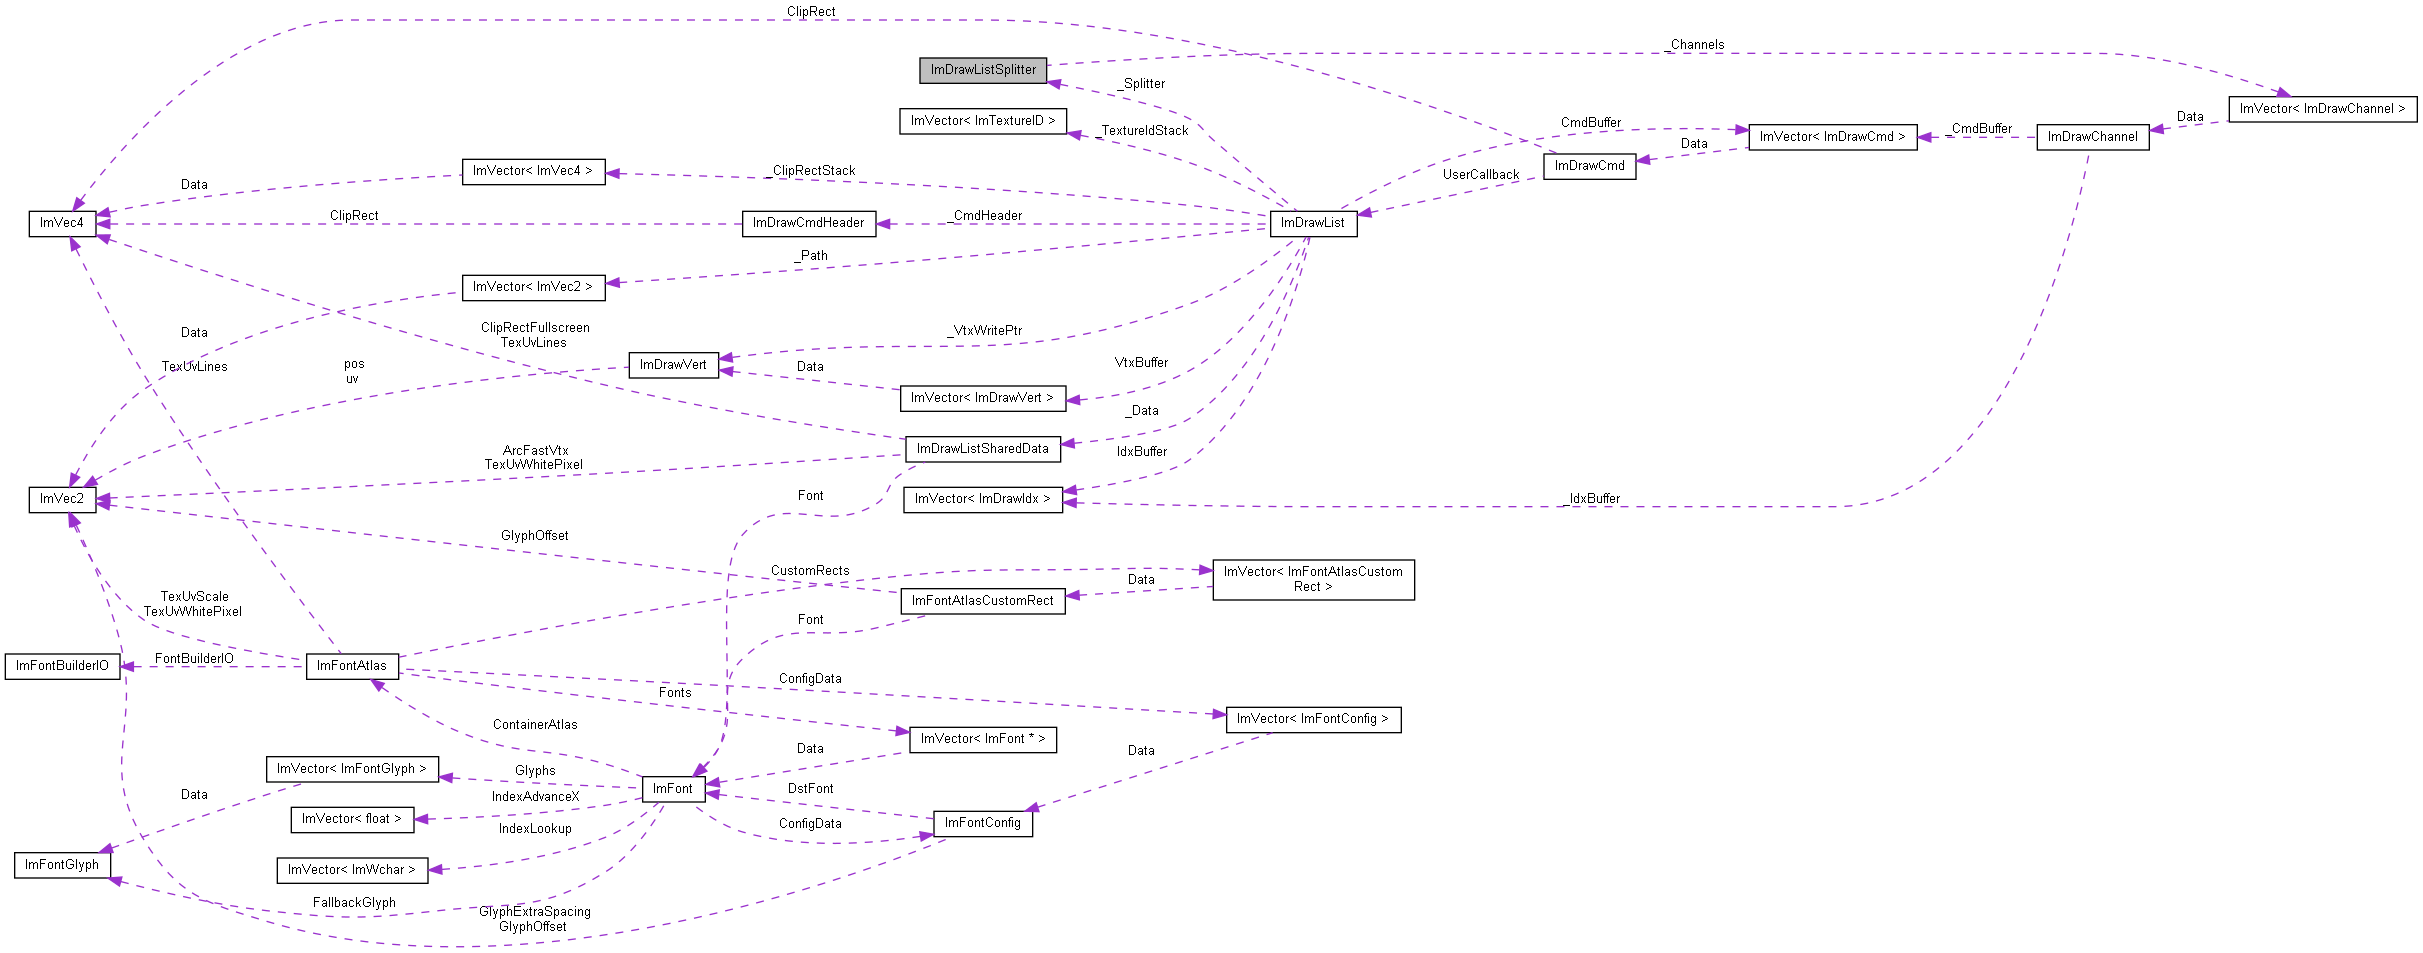 ClipRect
_Channels
ImDrawListSplitter
_Splitter
ImVector< ImDrawChannel >
ImVector< ImTextureID >
_TextureIdStack
CmdBuffer
ImVector< ImDrawCmd >
_CmdBuffer
ImDrawChannel
Data
Data
ImDrawCmd
UserCallback
ImVector< ImVec4 >
_ClipRectStack
Data
ImVec4
ClipRect
ImDrawCmdHeader
_CmdHeader
ImDrawList
_Path
ImVector< ImVec2 >
Data
ClipRectFullscreen
TexUvLines
_VtxWritePtr
TexUvLines
pos
uv
ImDrawVert
Data
VtxBuffer
ImVector< ImDrawVert >
_Data
ImDrawListSharedData
ArcFastVtx
TexUvWhitePixel
IdxBuffer
ImVec2
Font
ImVector< ImDrawIdx >
_IdxBuffer
GlyphOffset
CustomRects
Data
ImVector< ImFontAtlasCustom
Rect >
TexUvScale
TexUvWhitePixel
ImFontAtlasCustomRect
Font
ImFontBuilderIO
FontBuilderIO
ImFontAtlas
ConfigData
Fonts
ImVector< ImFontConfig >
ContainerAtlas
ImVector< ImFont * >
Data
Data
ImVector< ImFontGlyph >
Glyphs
ImFont
DstFont
Data
IndexAdvanceX
ImVector< float >
IndexLookup
ConfigData
ImFontConfig
ImFontGlyph
ImVector< ImWchar >
FallbackGlyph
GlyphExtraSpacing
GlyphOffset